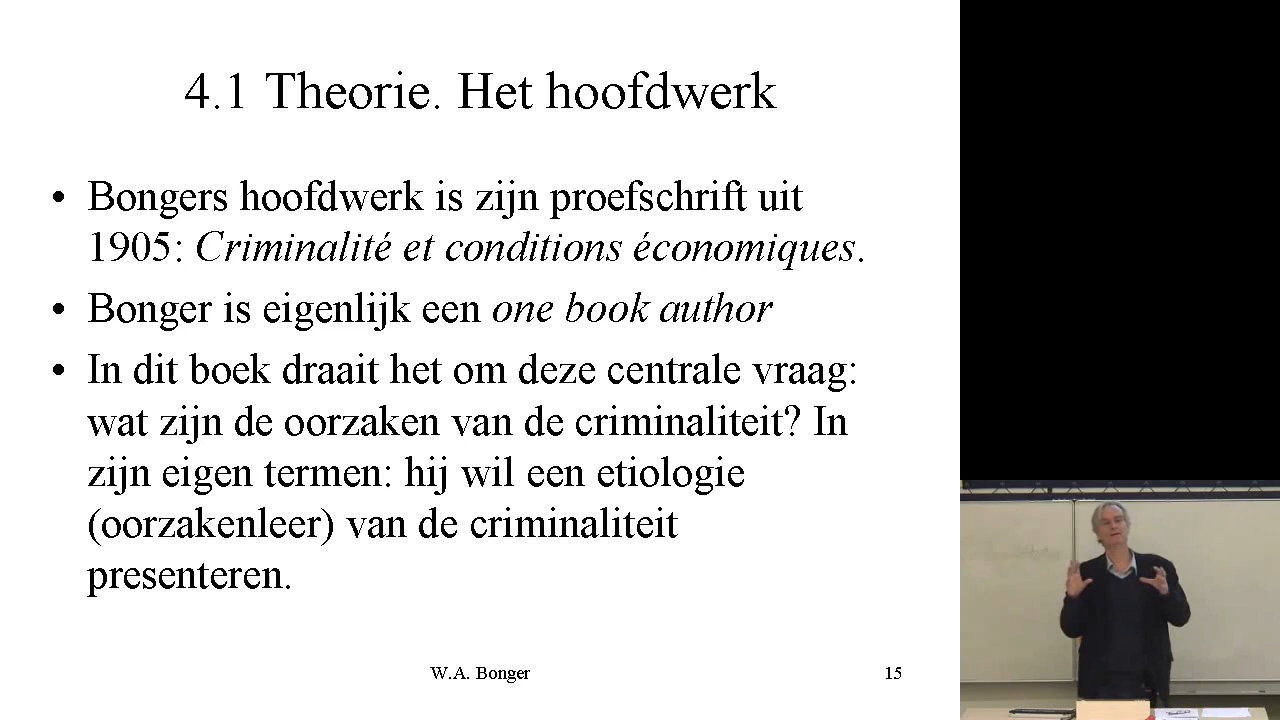 4.1 Theorie. Het hoofdwerk
• Bongers hoofdwerk is zijn proefschrift uit
1905: Criminalité et conditions économiques.
• Bonger is eigenlijk een one book author
• In dit boek draait het om deze centrale vraag:
wat zijn de oorzaken van de criminaliteit? In
zijn eigen termen: hij wil een etiologie
(oorzakenleer) van de criminaliteit
presenteren.
W.A. Bonger
15